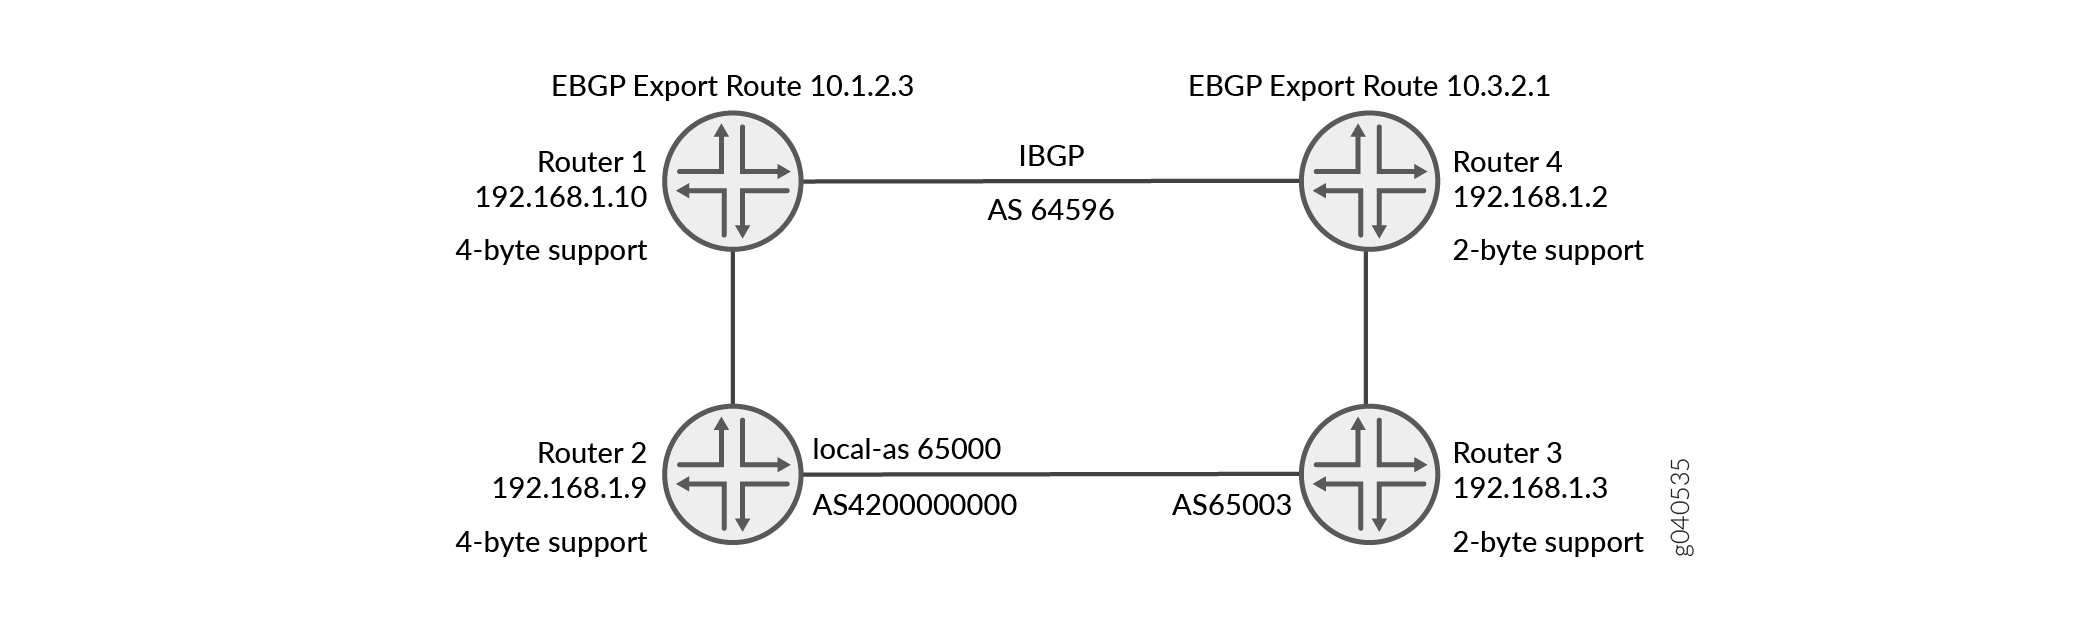 EBGP Export Route 10.1.2.3
EBGP Export Route 10.3.2.1
Router 1
192.168.1.10
4-byte support
IBGP
AS 64596
Router 4
192.168.1.2
2-byte support
Router 2
192.168.1.9
4-byte support
local-as 65000
AS4200000000
AS65003
Router 3
192.168.1.3
2-byte support
g040535